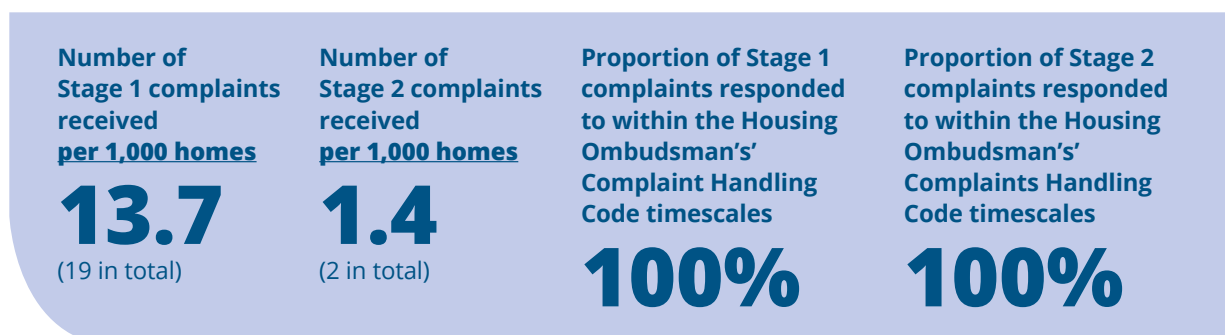 Number of
Stage 1 complaints
received
per 1,000 homes
13.7
(19 in total)
Number of
Stage 2 complaints
received
per 1,000 homes
1.4
(2 in total)
Proportion of Stage 1
complaints responded
to within the Housing
Ombudsman’s’
Complaint Handling
Code timescales
100%
Proportion of Stage 2
complaints responded
to within the Housing
Ombudsman’s’
Complaints Handling
Code timescales
100%